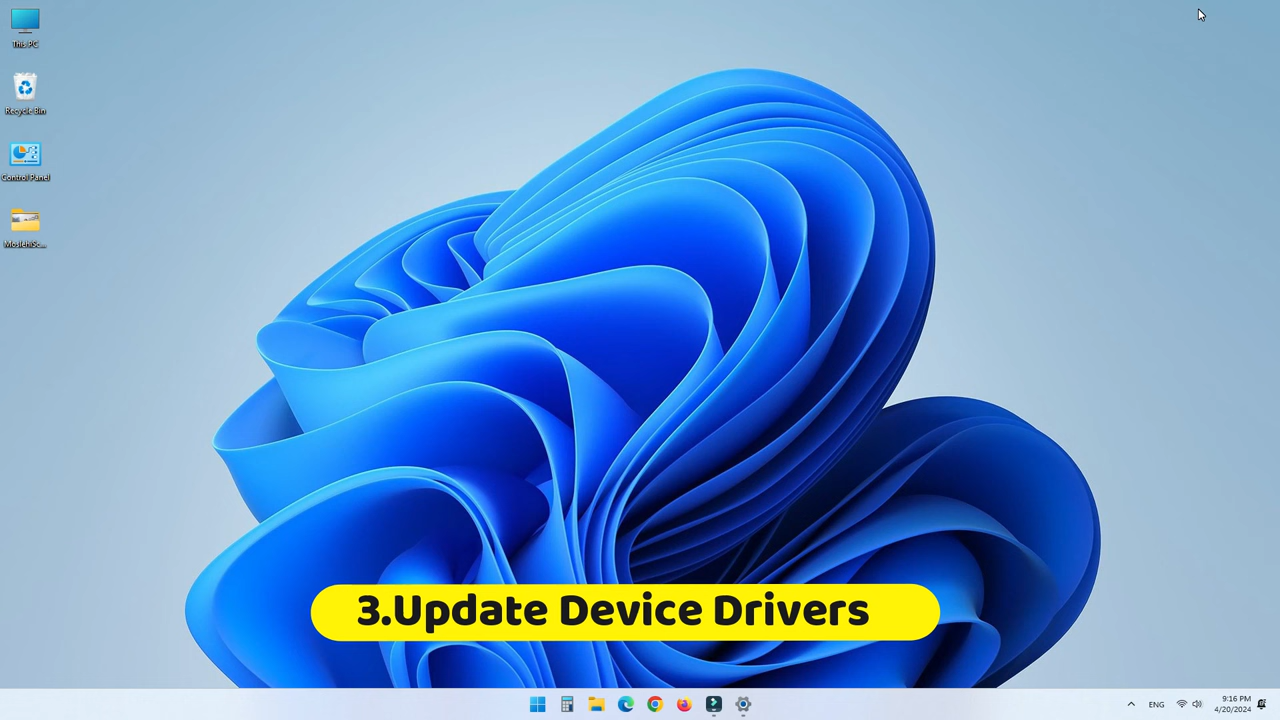 This PC
Recycle Bin
Control Panel
3.Update Device Drivers
ENG
9:16 PM
4/20/2024